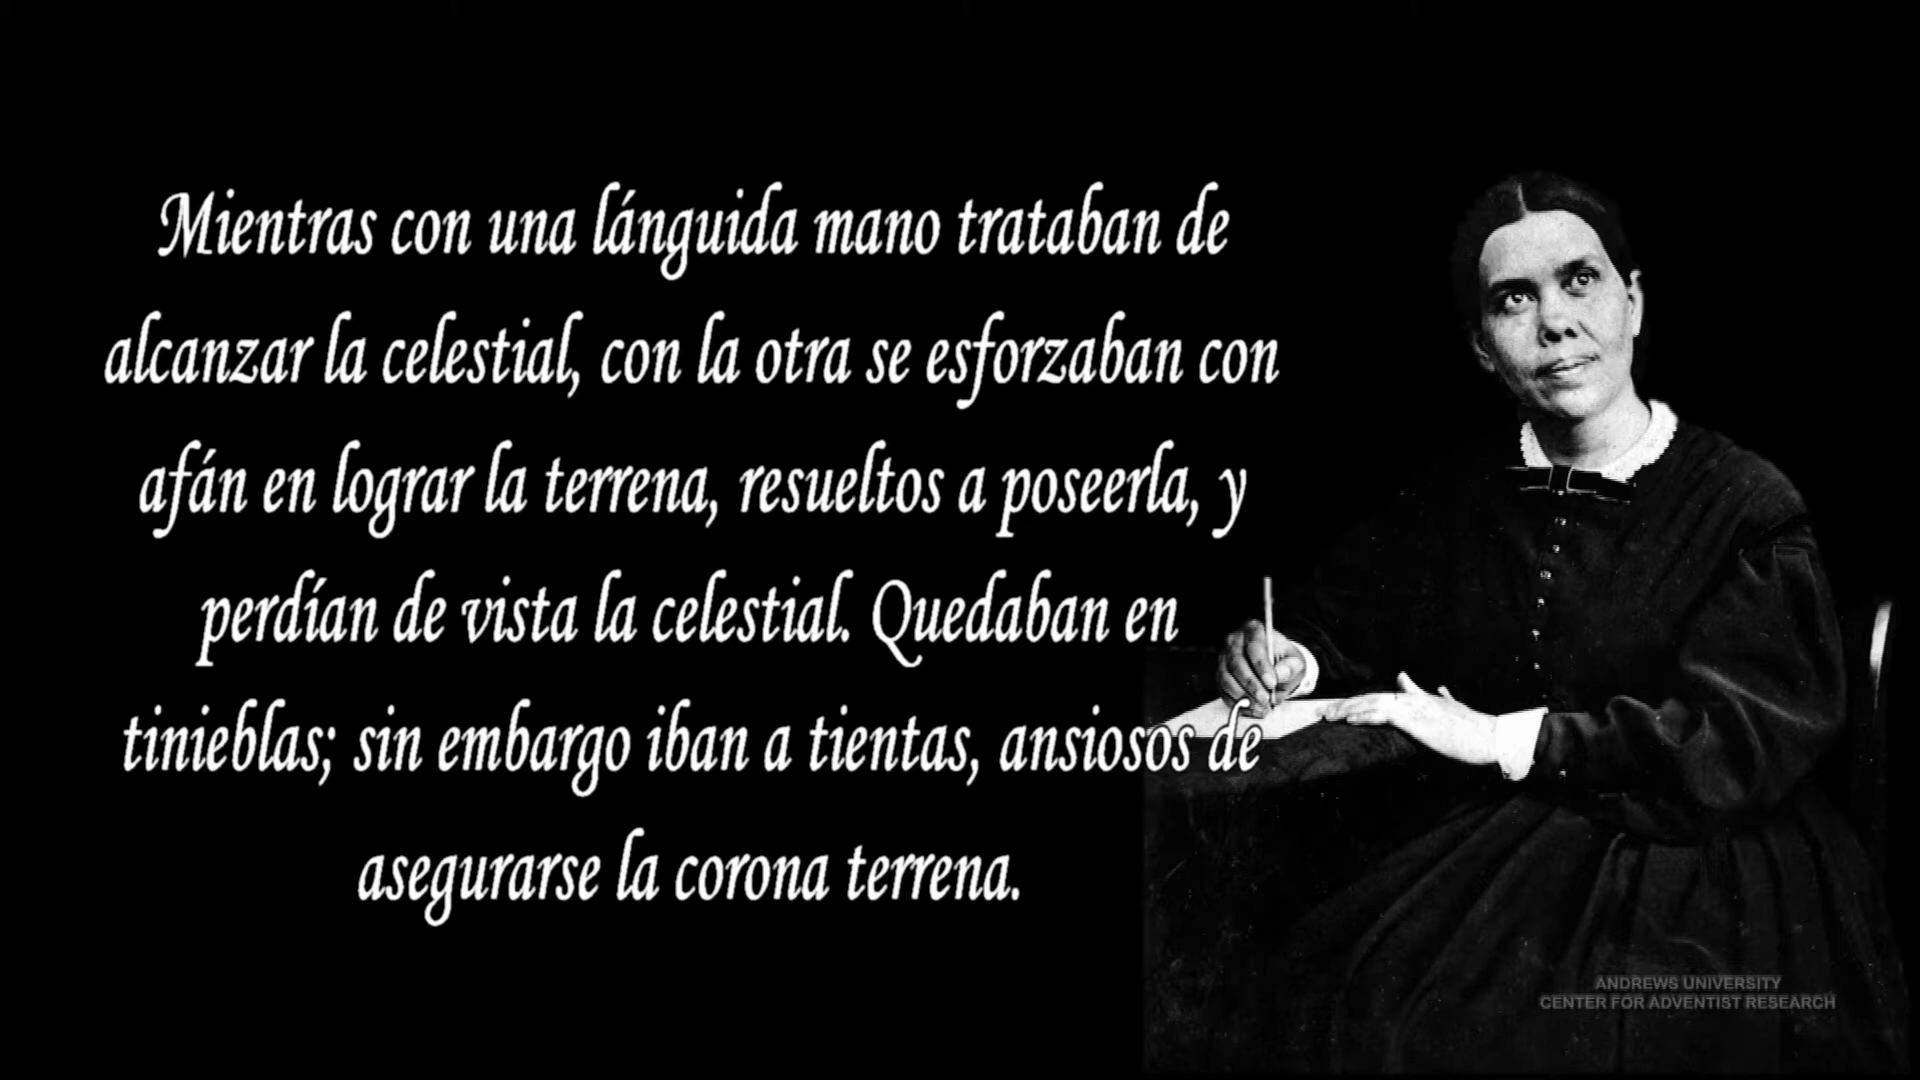 Mientras con una lánguida mano trataban de
alcanzar la celestial, con la otra se esforzaban con
afán en lograr la terrena, resueltos a poseerla, y
perdían de vista la celestial. Quedaban en
tinieblas; sin embargo iban a tientas, ansiosos de
asegurarse la corona terrena.
ANDREWS UNIVERSITY
CENTER FOR ADVENTIST RESEARCH